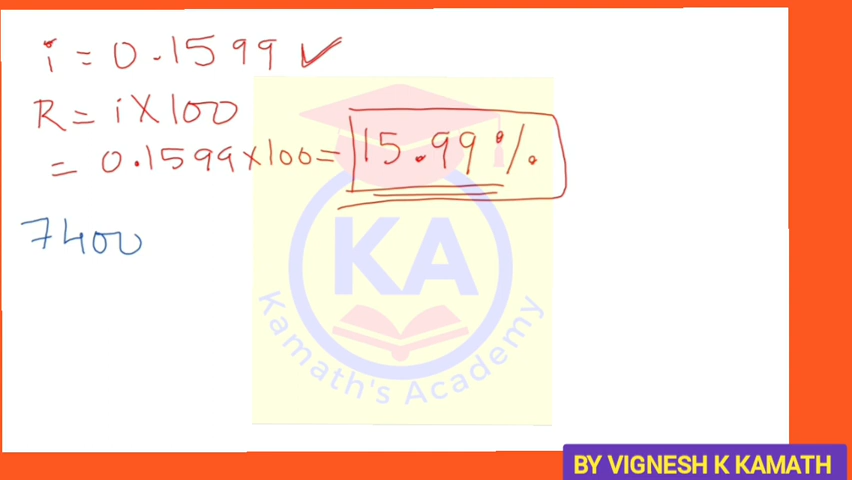 i = 0.1599 ✓
R = i X 100
= 0.1599 x 100 = 15.99 %
7400
KA
Kamath's Academy
BY VIGNESH K KAMATH